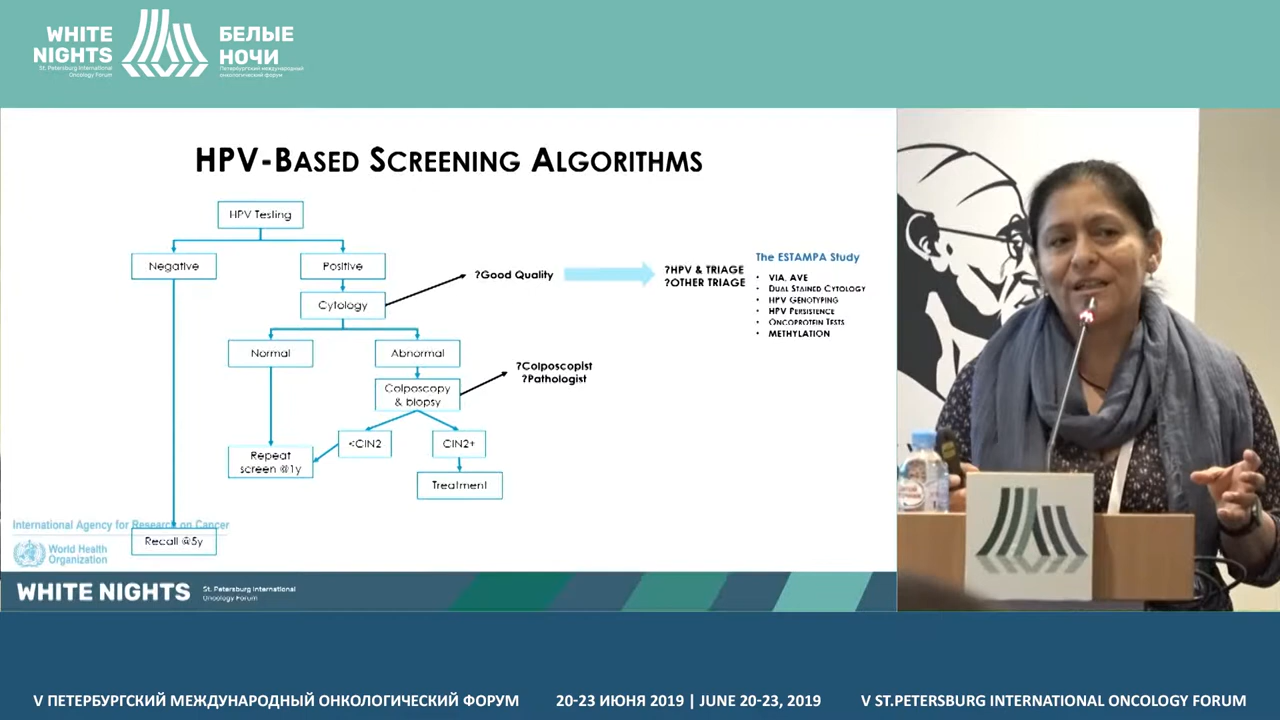 WHITE
NIGHTS
St. Petersburg International
Oncology Forum
БЕЛЫЕ
НОЧИ
Петербургский международный
онкологический форум
HPV-BASED SCREENING ALGORITHMS
HPV Testing
Negative
Positive
Cytology
?Good Quality
?HPV & TRIAGE
?OTHER TRIAGE
The ESTAMPA Study
• VIA, AVE
• DUAL STAINED CYTOLOGY
• HPV GENOTYPING
• HPV PERSISTENCE
• ONCOPROTEIN TESTS
• METHYLATION
Normal
Abnormal
Colposcopy
& biopsy
?Colposcopist
?Pathologist
<CIN2
CIN2+
Repeat
screen @1y
Treatment
International Agency for Research on Cancer
World Health
Organization
Recall @5y
WHITE NIGHTS
St. Petersburg International
Oncology Forum
V ПЕТЕРБУРГСКИЙ МЕЖДУНАРОДНЫЙ ОНКОЛОГИЧЕСКИЙ ФОРУМ
20-23 ИЮНЯ 2019 | JUNE 20-23, 2019
V ST.PETERSBURG INTERNATIONAL ONCOLOGY FORUM